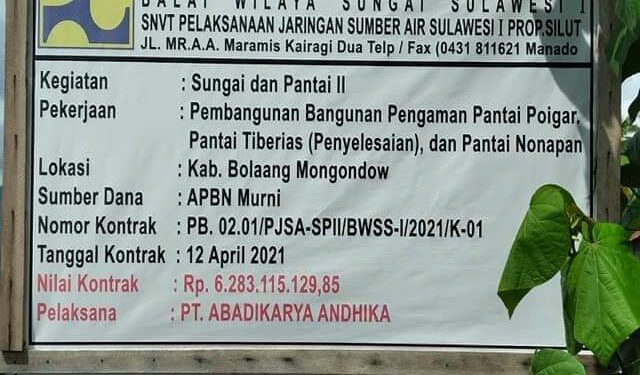 BALAI WILAYA SUNGAI SULAWESI I
SNVT PELAKSANAAN JARINGAN SUMBER AIR SULAWESI I PROP.SILUT
JL. MR.A.A. Maramis Kairagi Dua Telp / Fax (0431 811621 Manado
Kegiatan : Sungai dan Pantai II
Pekerjaan : Pembangunan Bangunan Pengaman Pantai Poigar,
Pantai Tiberias (Penyelesaian), dan Pantai Nonapan
Lokasi : Kab. Bolaang Mongondow
Sumber Dana : APBN Murni
Nomor Kontrak : PB. 02.01/PJSA-SPII/BWSS-I/2021/K-01
Tanggal Kontrak : 12 April 2021
Nilai Kontrak : Rp. 6.283.115.129,85
Pelaksana : PT. ABADIKARYA ANDHIKA